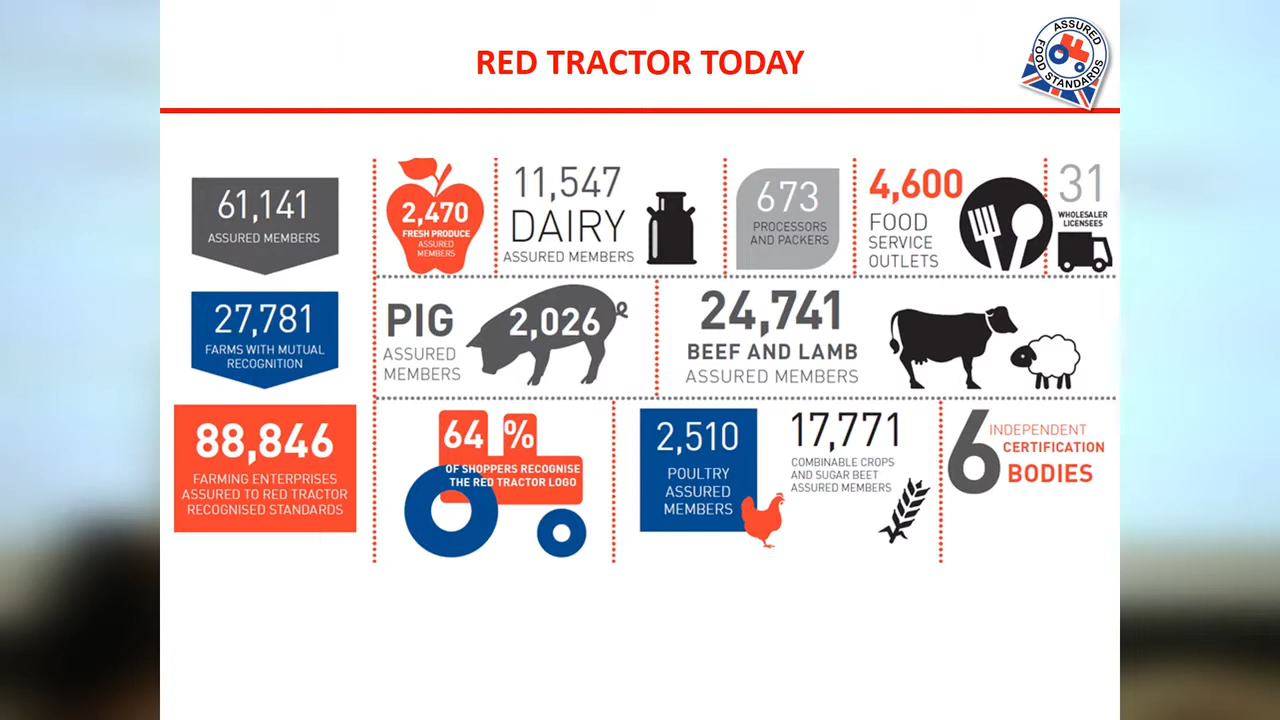 RED TRACTOR TODAY
ASSURED
FOOD STANDARDS
61,141
ASSURED MEMBERS
2,470
FRESH PRODUCE
ASSURED
MEMBERS
11,547
DAIRY
ASSURED MEMBERS
673
PROCESSORS
AND PACKERS
4,600
FOOD
SERVICE
OUTLETS
31
WHOLESALER
LICENSEES
27,781
FARMS WITH MUTUAL
RECOGNITION
PIG
2,026
ASSURED
MEMBERS
24,741
BEEF AND LAMB
ASSURED MEMBERS
88,846
FARMING ENTERPRISES
ASSURED TO RED TRACTOR
RECOGNISED STANDARDS
64 %
OF SHOPPERS RECOGNISE
THE RED TRACTOR LOGO
2,510
POULTRY
ASSURED
MEMBERS
17,771
COMBINABLE CROPS
AND SUGAR BEET
ASSURED MEMBERS
6 INDEPENDENT
CERTIFICATION
BODIES